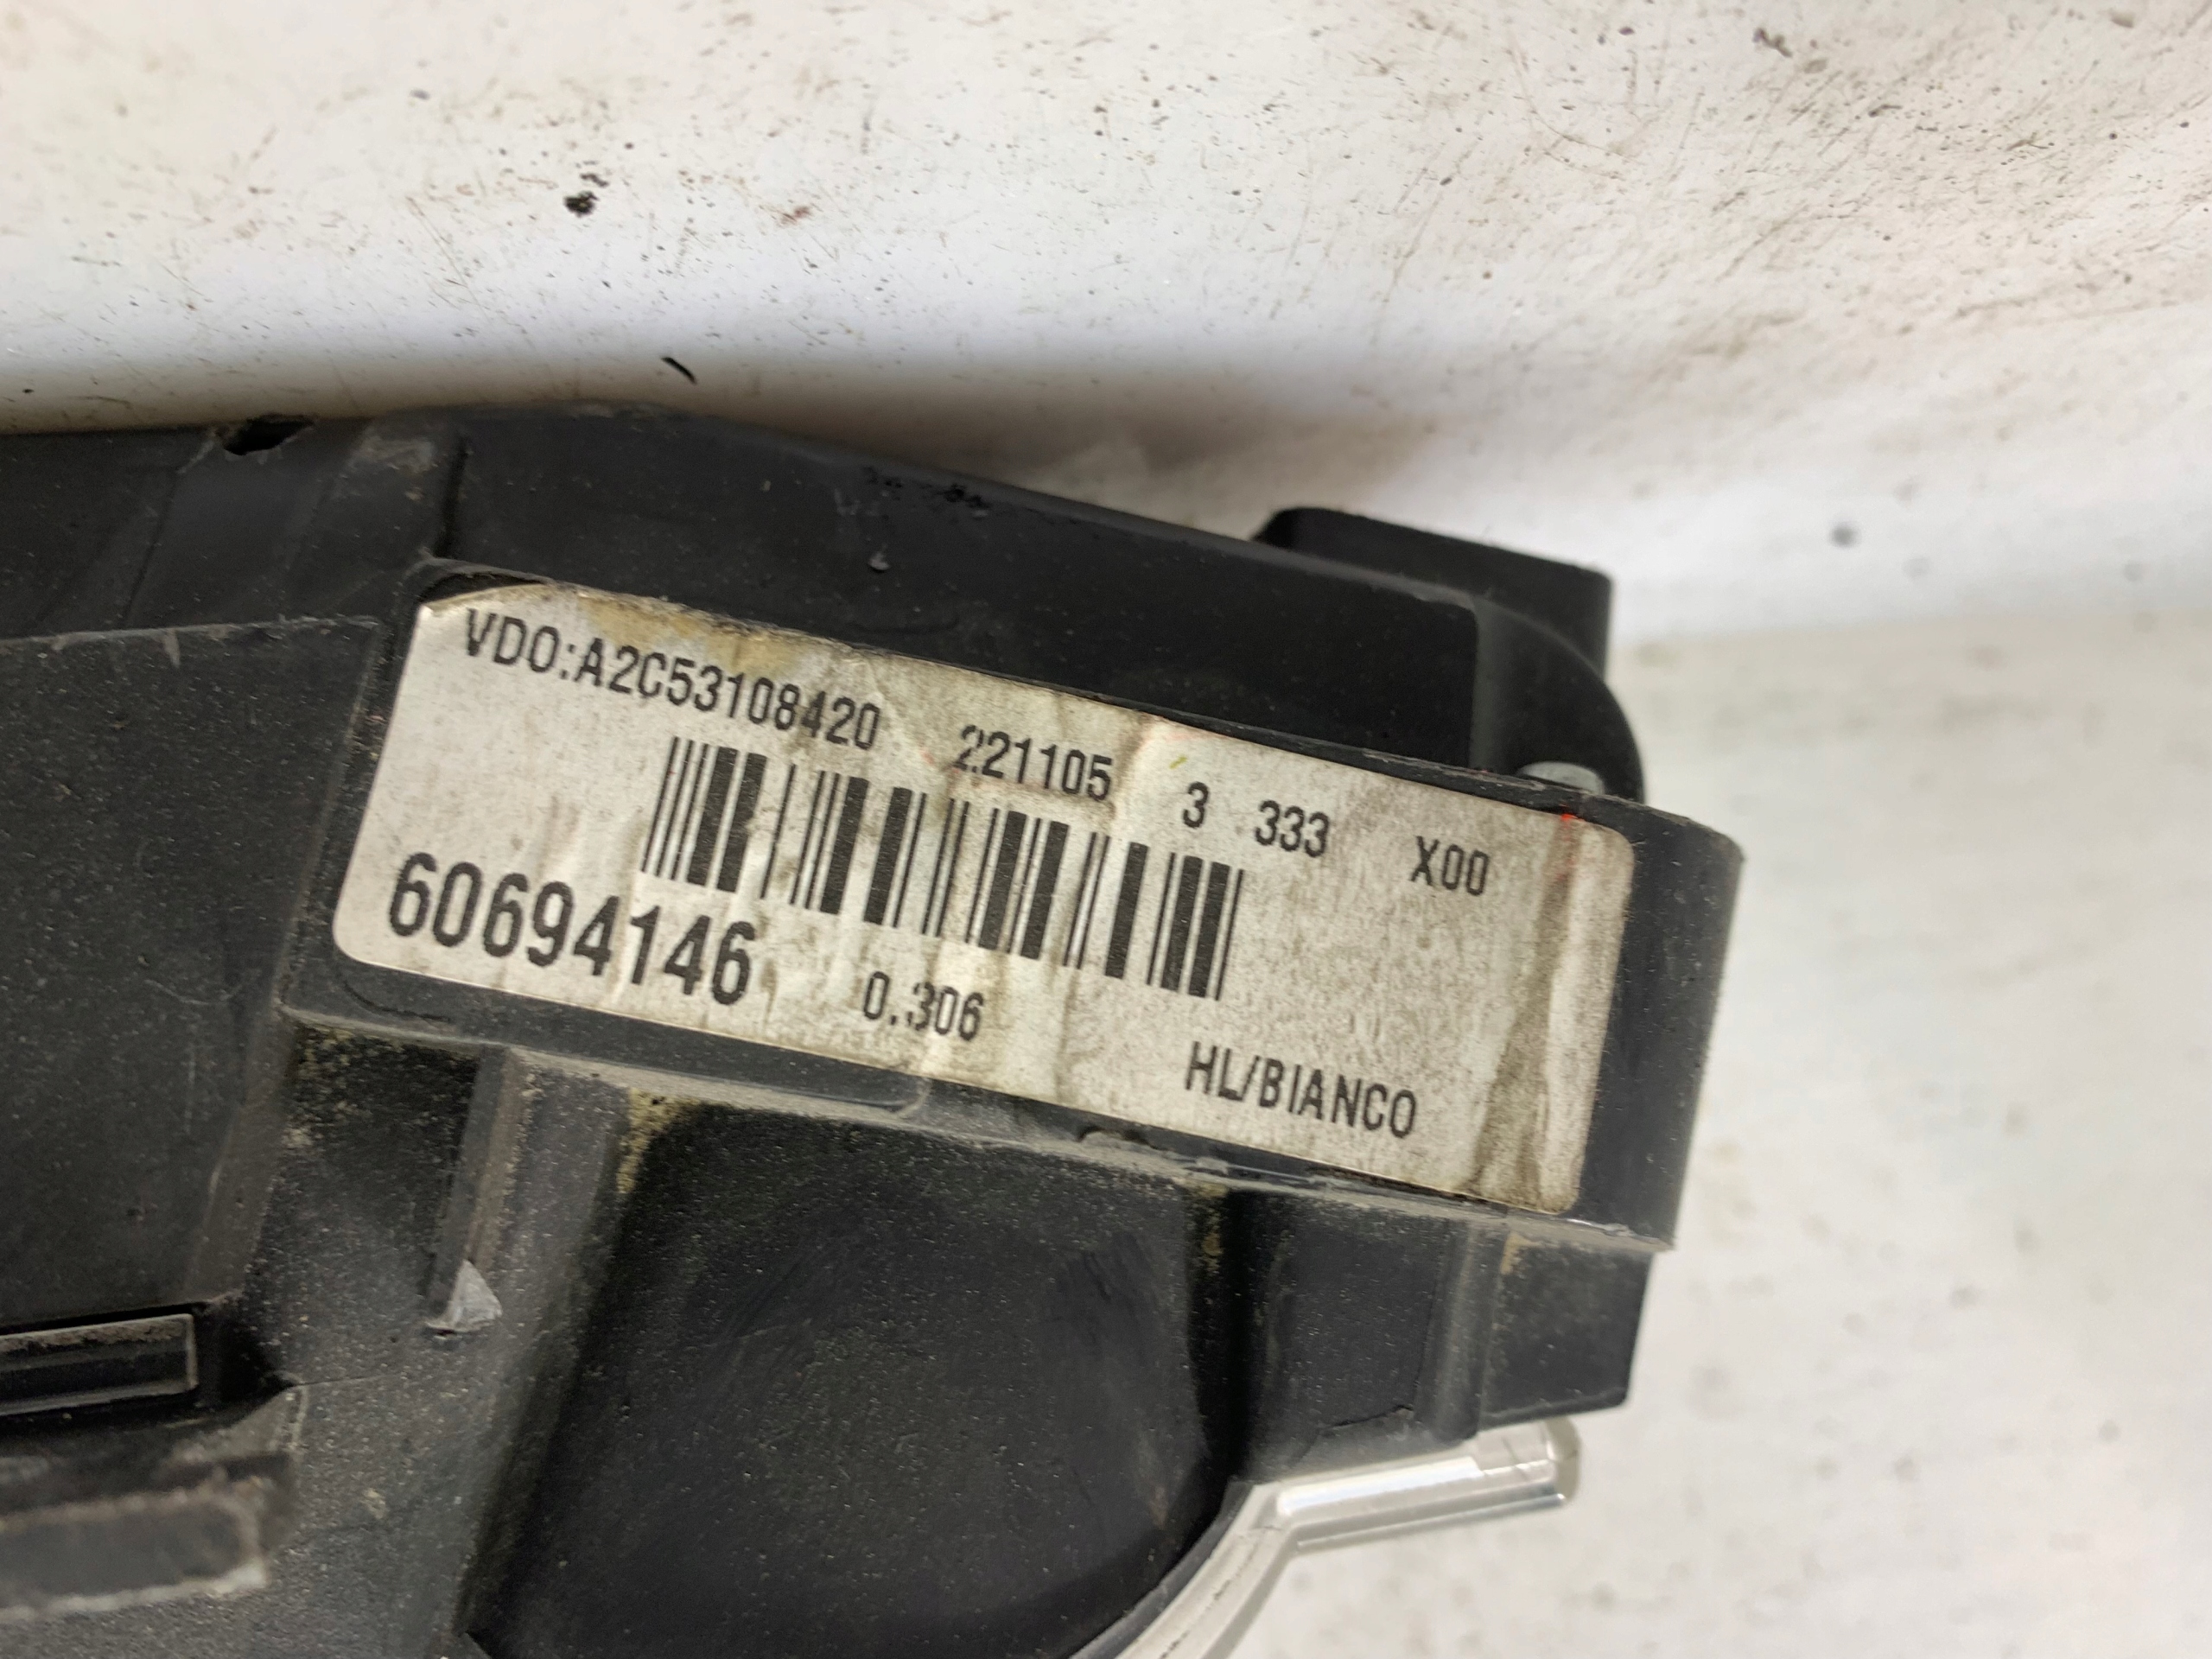 VDO:A2C53108420 221105 3 333 X00
60694146 0.306
HL/BIANCO